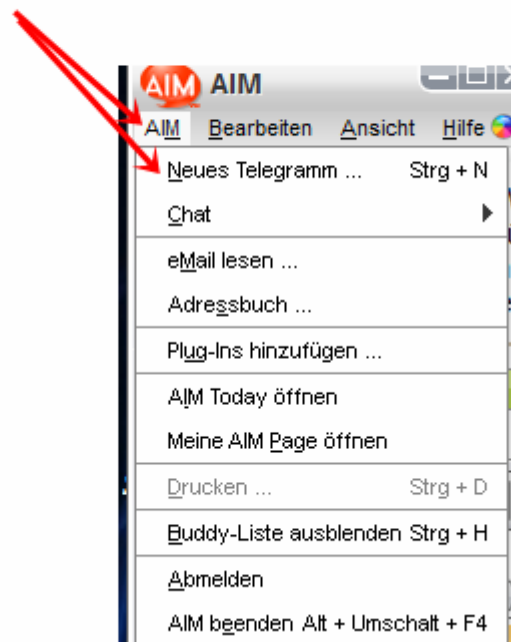 AIM AIM
AIM Bearbeiten Ansicht Hilfe
Neues Telegramm ... Strg + N
Chat
eMail lesen ...
Adressbuch ...
Plug-Ins hinzufügen ...
AIM Today öffnen
Meine AIM Page öffnen
Drucken ... Strg + D
Buddy-Liste ausblenden Strg + H
Abmelden
AIM beenden Alt + Umschalt + F4